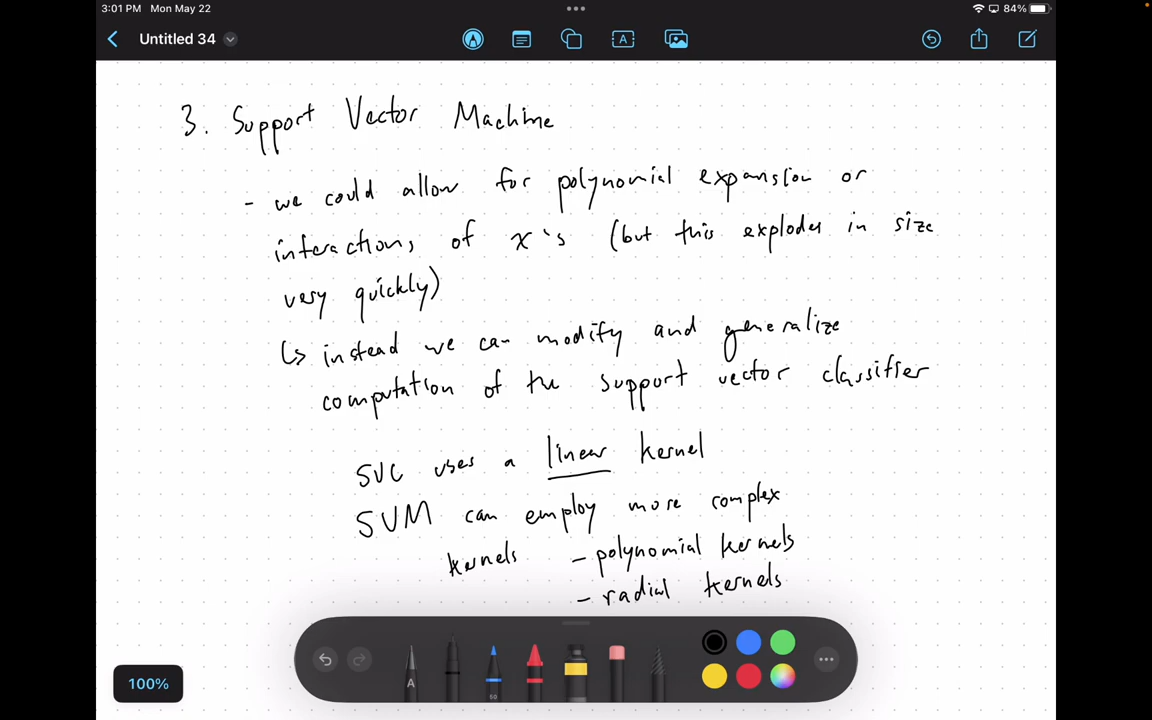 3:01 PM Mon May 22
84%
Untitled 34
3. Support Vector Machine
- we could allow for polynomial expansion or
interactions of x's (but this explodes in size
very quickly)
↳ instead we can modify and generalize
computation of the support vector classifier
SVC uses a linear kernel
SVM can employ more complex
kernels - polynomial kernels
- radial kernels
A
50
100%